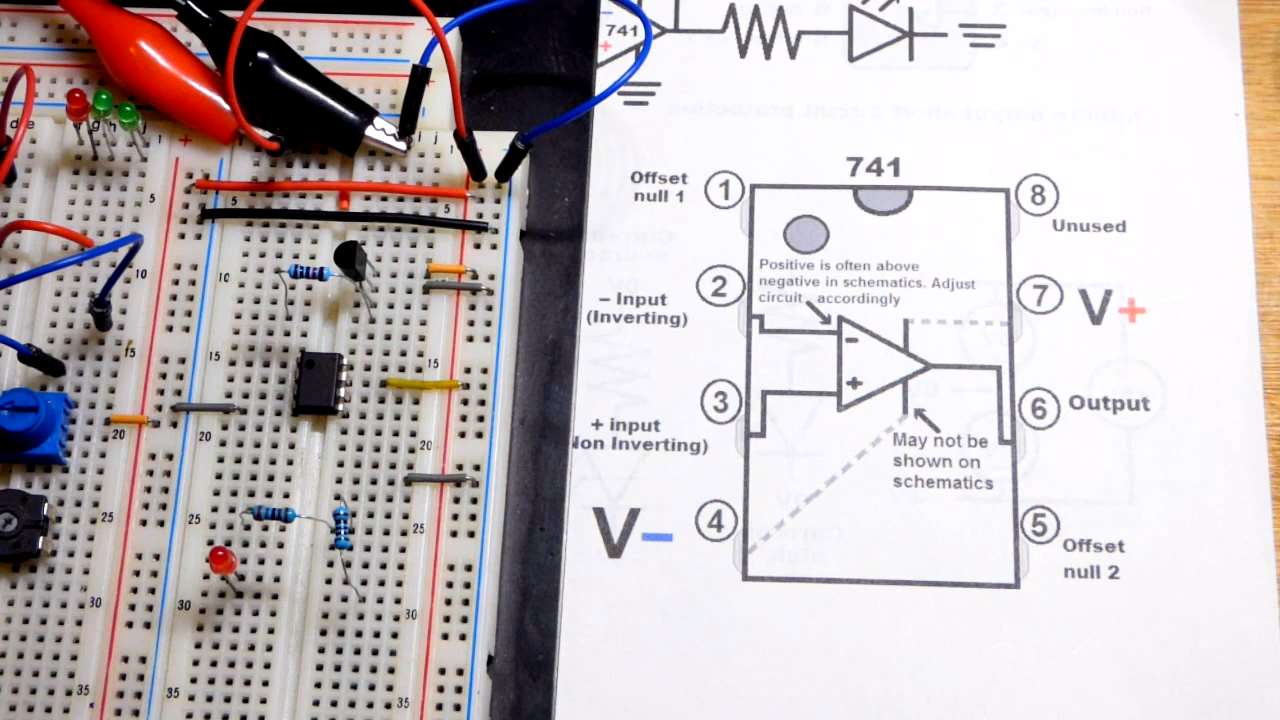 741
741
Offset
null 1
1
8
Unused
Positive is often above
negative in schematics. Adjust
circuit accordingly
2
– Input
(Inverting)
7
V+
−
+
3
+ input
Non Inverting)
6
Output
May not be
shown on
schematics
V−
4
5
Offset
null 2
d e
g h i j
j
5
5
5
10
10
15
15
15
20
20
20
25
25
25
30
30
30
35
35
35